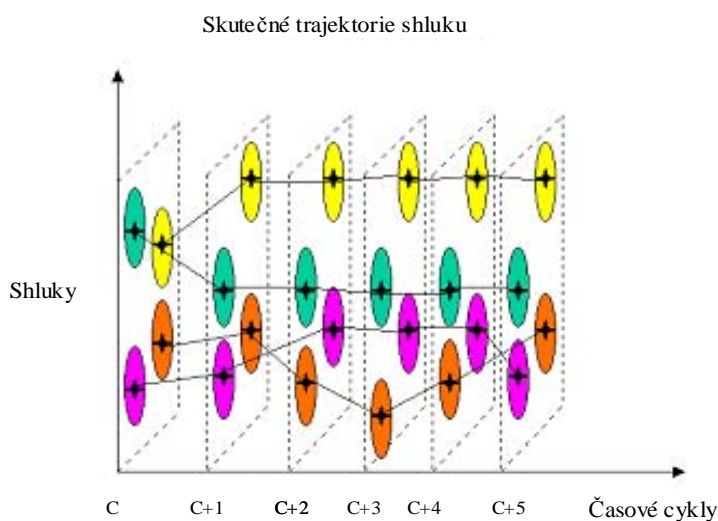 Skutečné trajektorie shluku
Shluky
C C+1 C+2 C+3 C+4 C+5 Časové cykly